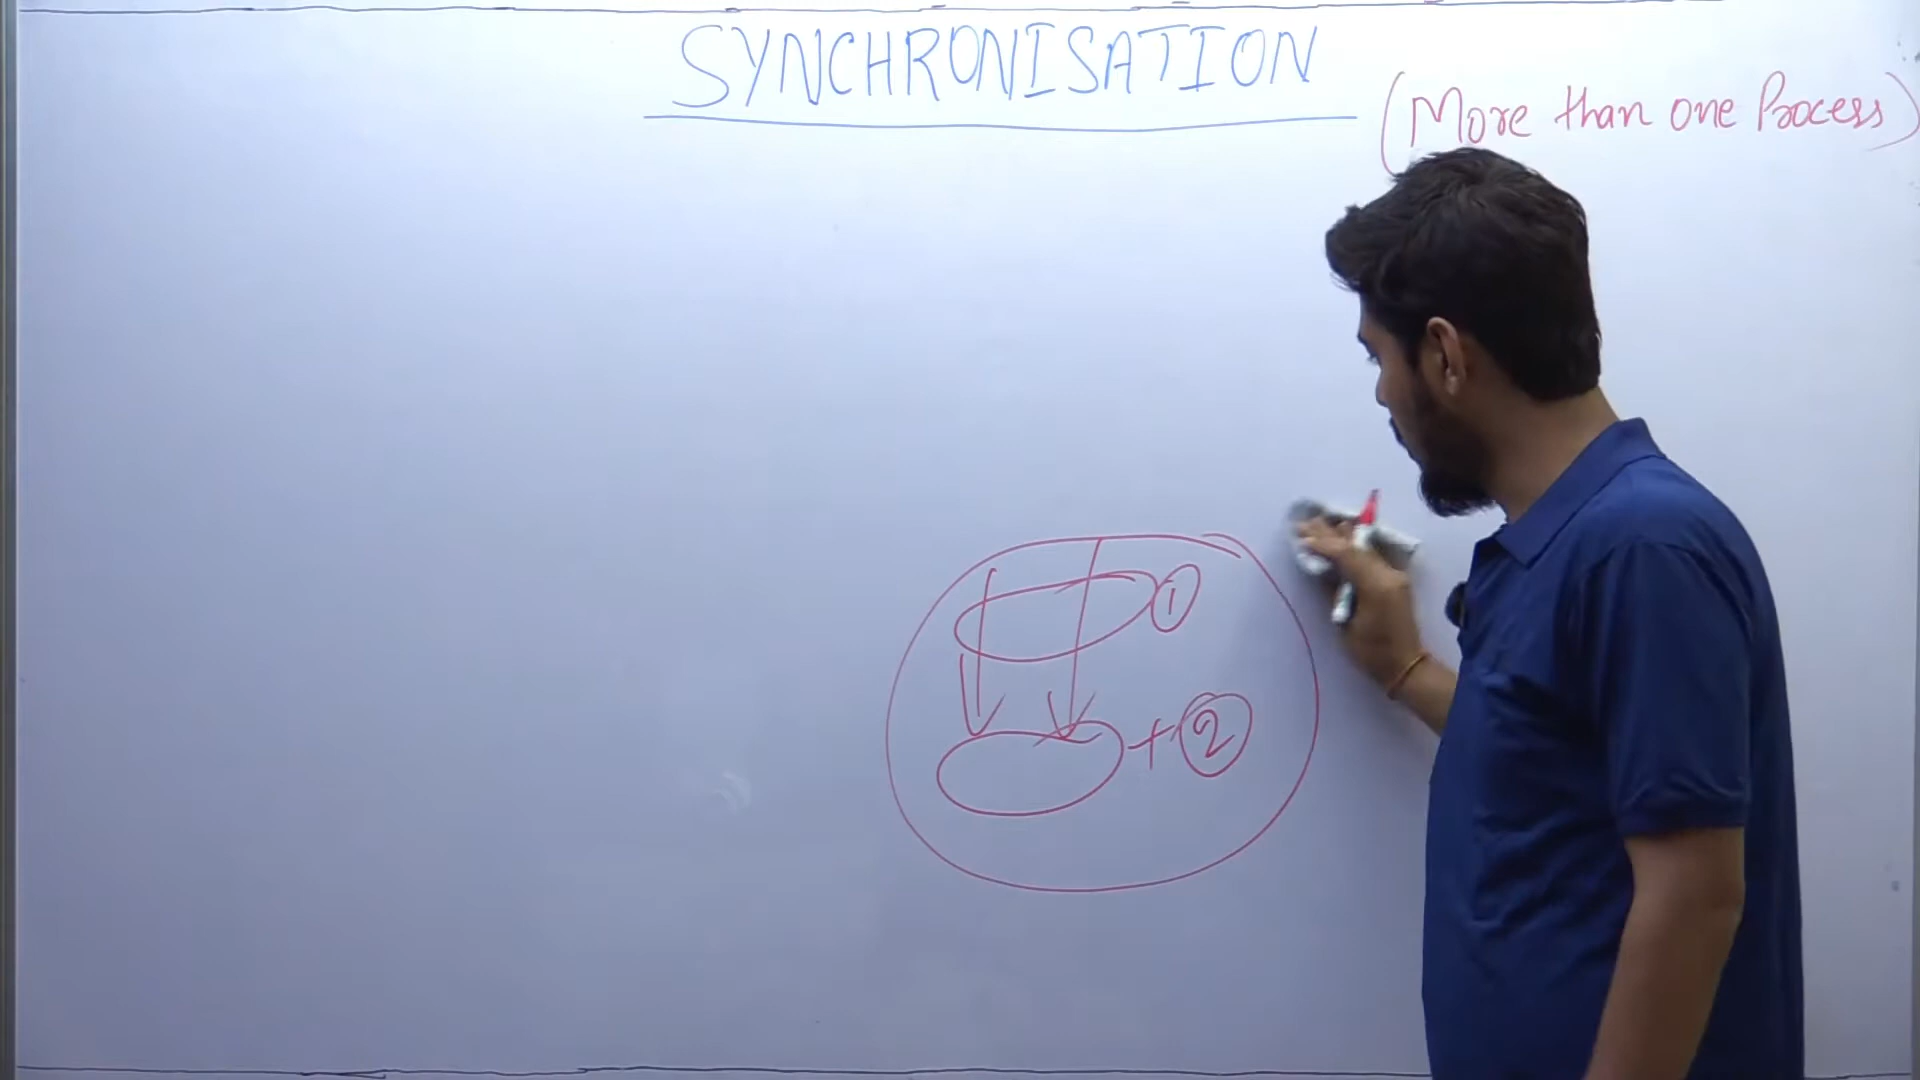 SYNCHRONISATION
(More than one Process)
1
+ 2